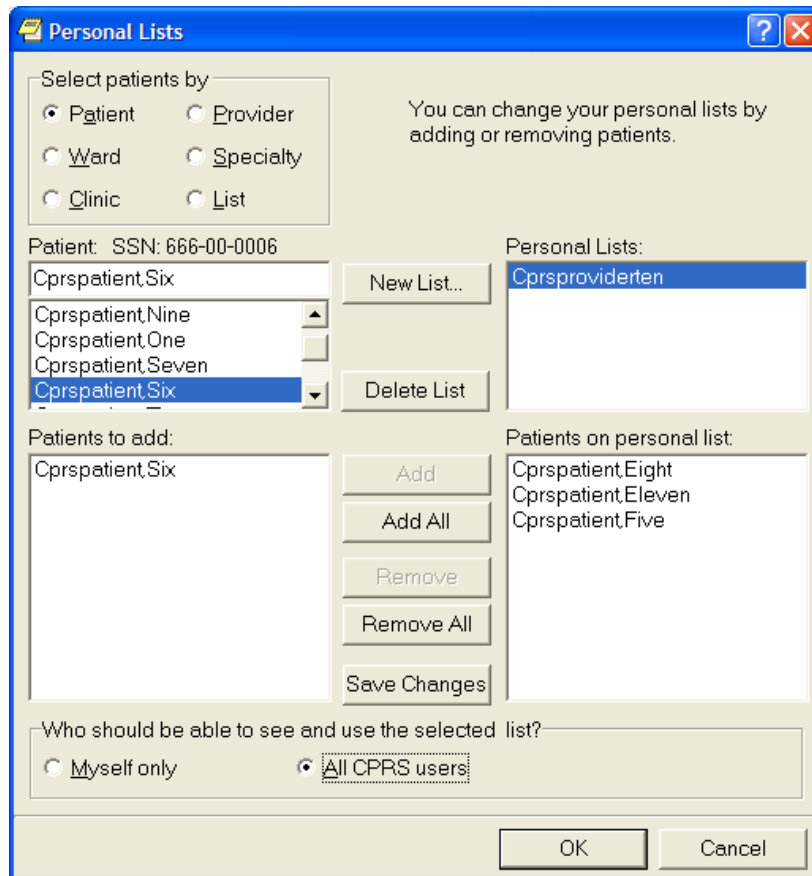 Personal Lists
Select patients by
Patient Provider
Ward Specialty
Clinic List
You can change your personal lists by
adding or removing patients.
Patient: SSN: 666-00-0006
Cprspatient,Six
Cprspatient,Nine
Cprspatient,One
Cprspatient,Seven
Cprspatient,Six
New List...
Delete List
Personal Lists:
Cprsproviderten
Patients to add:
Cprspatient,Six
Add
Add All
Remove
Remove All
Save Changes
Patients on personal list:
Cprspatient,Eight
Cprspatient,Eleven
Cprspatient,Five
Who should be able to see and use the selected list?
Myself only All CPRS users
OK Cancel